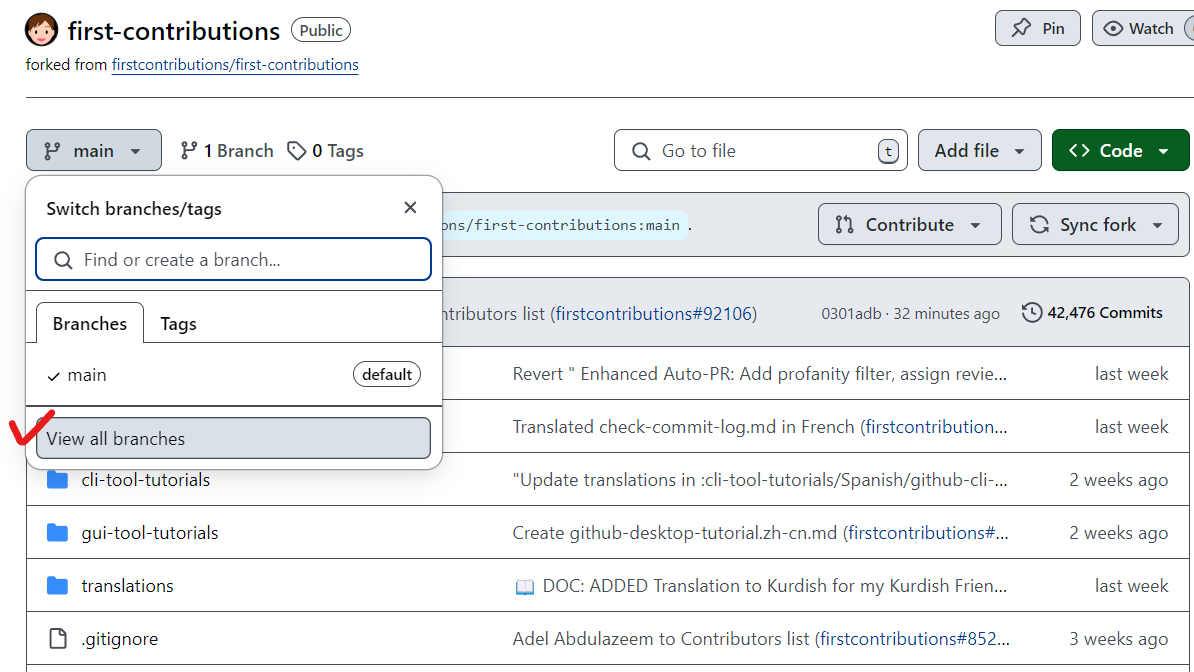 first-contributions Public Pin Watch
forked from firstcontributions/first-contributions
main 1 Branch 0 Tags Go to file t Add file Code
Switch branches/tags
Find or create a branch...
Branches Tags
main default
View all branches
/first-contributions:main .
Contribute Sync fork
list (firstcontributions#92106) 0301adb · 32 minutes ago 42,476 Commits
Revert " Enhanced Auto-PR: Add profanity filter, assign revie... last week
Translated check-commit-log.md in French (firstcontribution... last week
cli-tool-tutorials "Update translations in :cli-tool-tutorials/Spanish/github-cli-... 2 weeks ago
gui-tool-tutorials Create github-desktop-tutorial.zh-cn.md (firstcontributions#... 2 weeks ago
translations 📖 DOC: ADDED Translation to Kurdish for my Kurdish Frien... last week
.gitignore Adel Abdulazeem to Contributors list (firstcontributions#852... 3 weeks ago